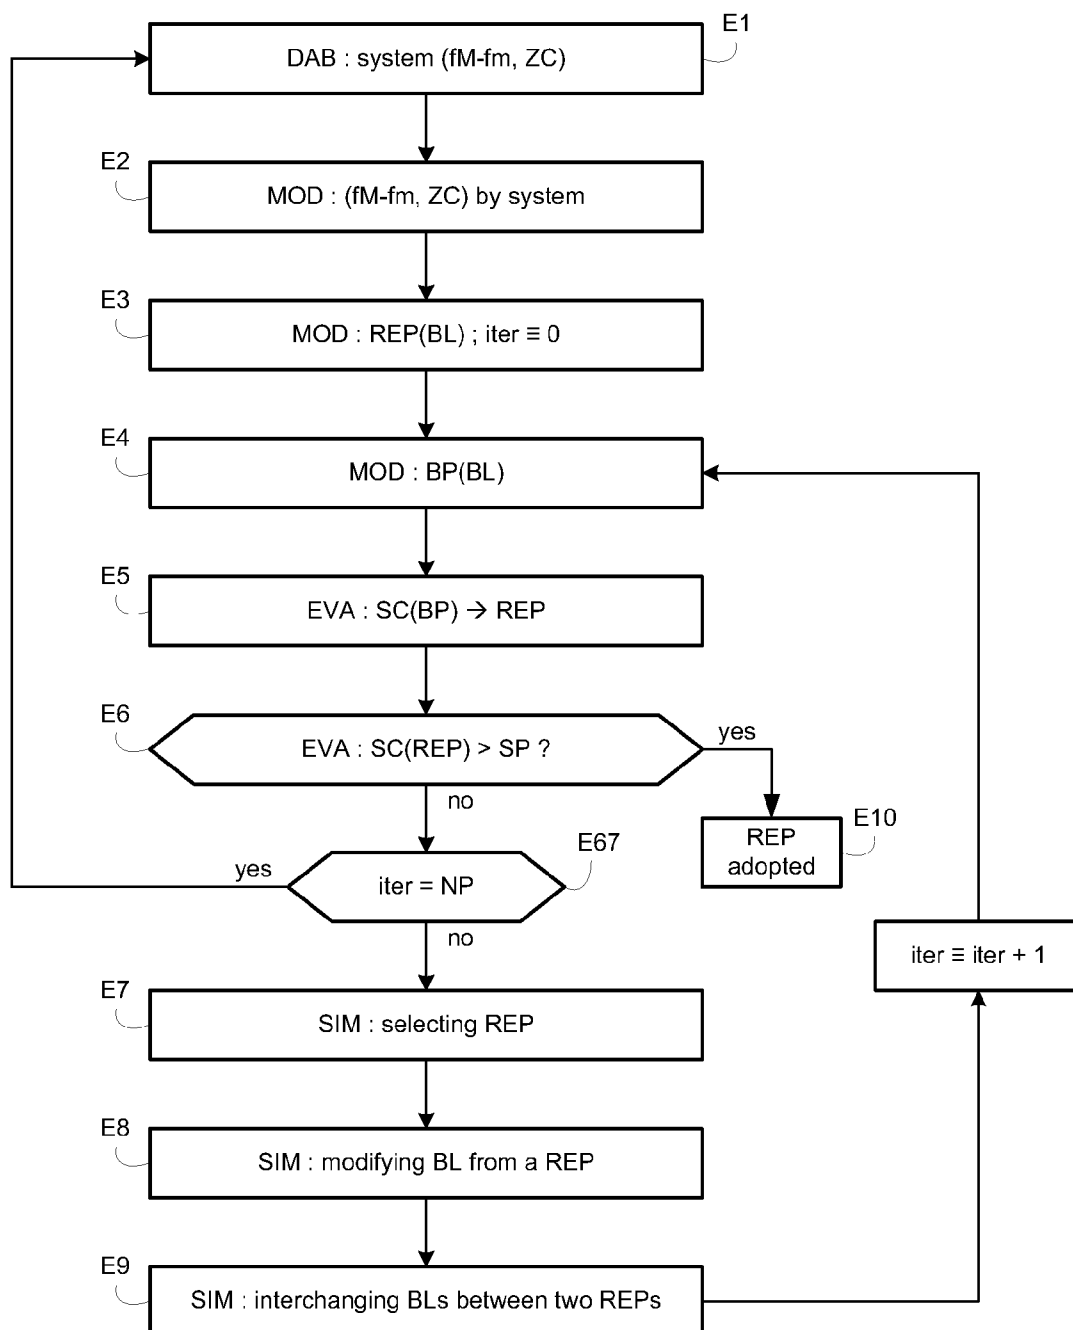 E1
DAB : system (fM-fm, ZC)
E2
MOD : (fM-fm, ZC) by system
E3
MOD : REP(BL) ; iter ≡ 0
E4
MOD : BP(BL)
E5
EVA : SC(BP) → REP
E6
EVA : SC(REP) > SP ?
yes
no
E10
REP
adopted
E67
yes
iter = NP
no
iter ≡ iter + 1
E7
SIM : selecting REP
E8
SIM : modifying BL from a REP
E9
SIM : interchanging BLs between two REPs